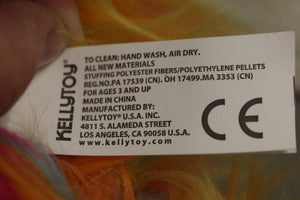 KELLYTOY
TO CLEAN: HAND WASH, AIR DRY.
ALL NEW MATERIALS
STUFFING POLYESTER FIBERS/POLYETHYLENE PELLETS
REG.NO.PA 17539 (CN). OH 17499.MA 3353 (CN)
FOR AGES 3 AND UP
MADE IN CHINA
MANUFACTURED BY:
KELLYTOY® U.S.A. INC.
4811 S. ALAMEDA STREET
LOS ANGELES, CA 90058 U.S.A.
www.kellytoy.com
CE